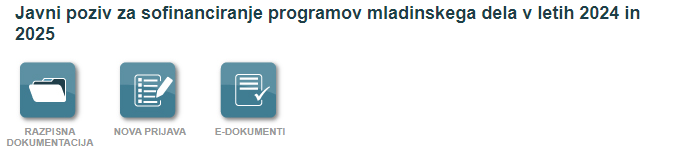 Javni poziv za sofinanciranje programov mladinskega dela v letih 2024 in
2025
RAZPISNA
DOKUMENTACIJA
NOVA PRIJAVA
E-DOKUMENTI